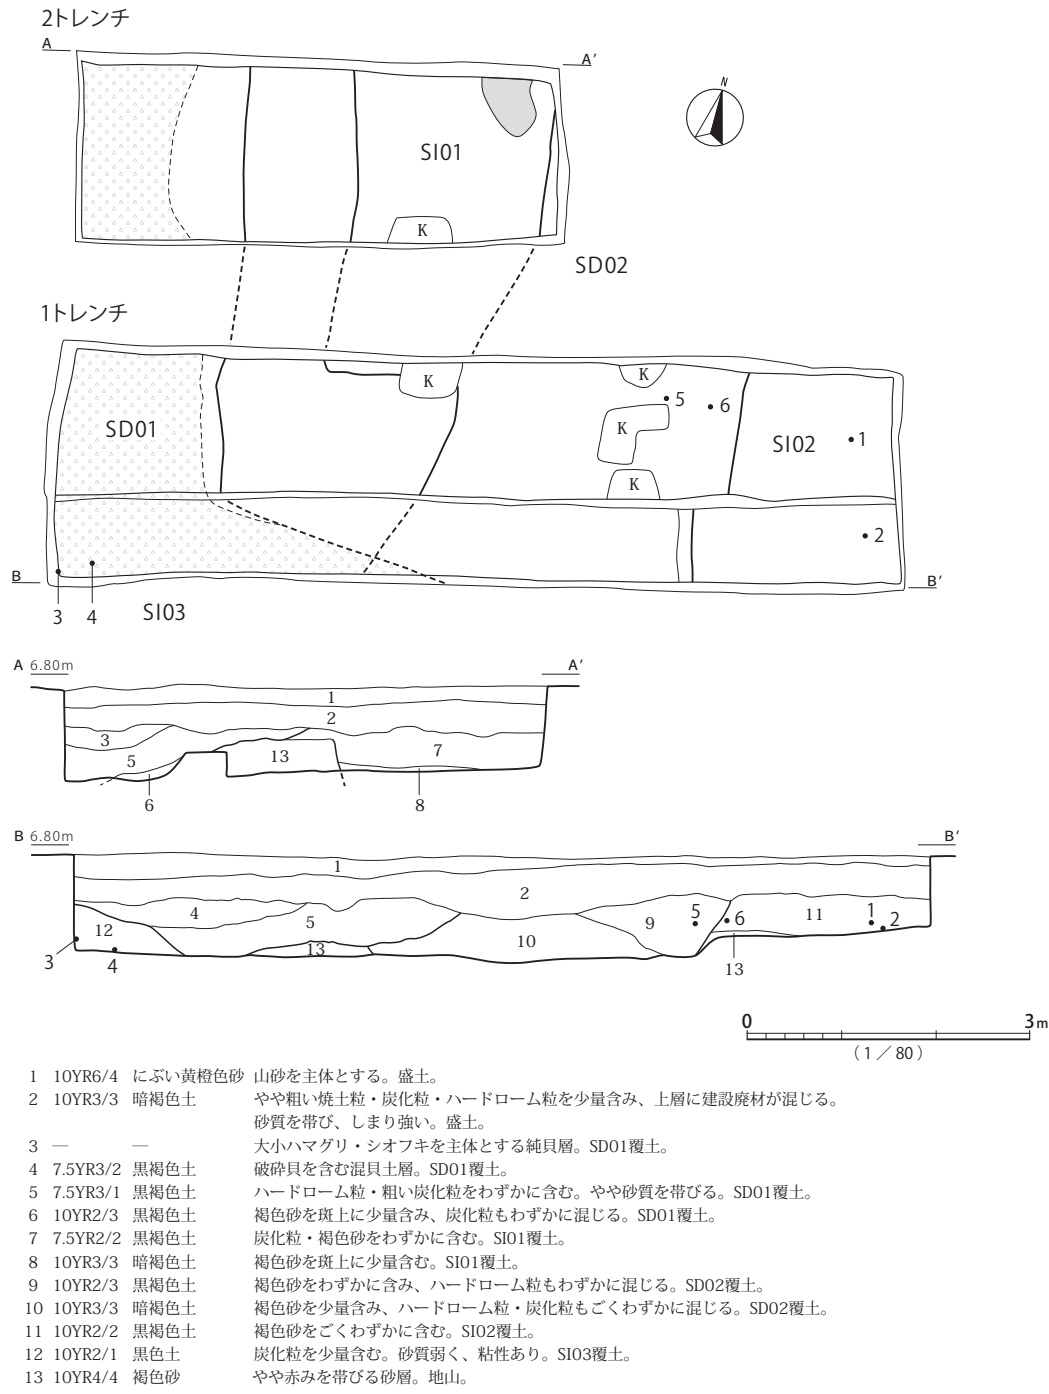 2トレンチ
A
A′
N
SI01
K
SD02
1トレンチ
K
K
5
6
SD01
K
SI02
1
K
2
B
B′
3
4
SI03
A 6.80m
A′
1
2
3
5
13
7
6
8
B 6.80m
B′
1
2
4
5
12
9
5
6
11
1
2
10
13
3
4
13
0
3m
（1／80）
1 10YR6/4 にぶい黄橙色砂 山砂を主体とする。盛土。
2 10YR3/3 暗褐色土 やや粗い焼土粒・炭化粒・ハードローム粒を少量含み、上層に建設廃材が混じる。
砂質を帯び、しまり強い。盛土。
3 ― ― 大小ハマグリ・シオフキを主体とする純貝層。SD01覆土。
4 7.5YR3/2 黒褐色土 破砕貝を含む混貝土層。SD01覆土。
5 7.5YR3/1 黒褐色土 ハードローム粒・粗い炭化粒をわずかに含む。やや砂質を帯びる。SD01覆土。
6 10YR2/3 黒褐色土 褐色砂を斑上に少量含み、炭化粒もわずかに混じる。SD01覆土。
7 7.5YR2/2 黒褐色土 炭化粒・褐色砂をわずかに含む。SI01覆土。
8 10YR3/3 暗褐色土 褐色砂を斑上に少量含む。SI01覆土。
9 10YR2/3 黒褐色土 褐色砂をわずかに含み、ハードローム粒もわずかに混じる。SD02覆土。
10 10YR3/3 暗褐色土 褐色砂を少量含み、ハードローム粒・炭化粒もごくわずかに混じる。SD02覆土。
11 10YR2/2 黒褐色土 褐色砂をごくわずかに含む。SI02覆土。
12 10YR2/1 黒色土 炭化粒を少量含む。砂質弱く、粘性あり。SI03覆土。
13 10YR4/4 褐色砂 やや赤みを帯びる砂層。地山。